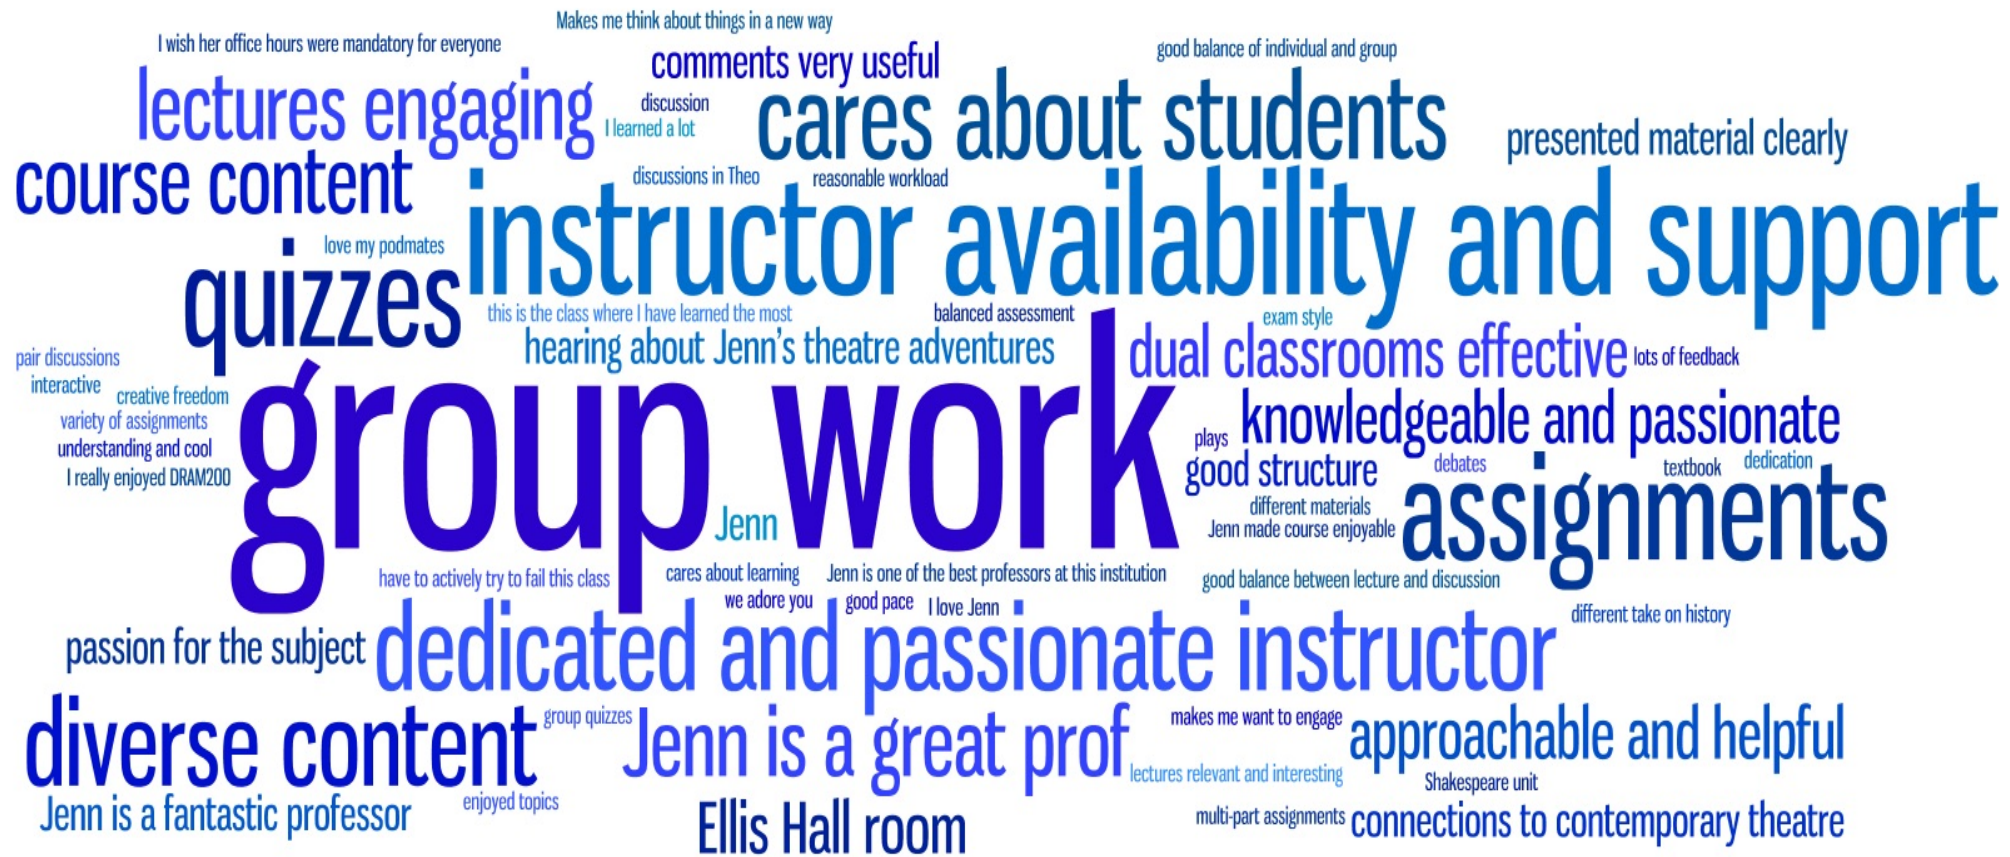 Makes me think about things in a new way
I wish her office hours were mandatory for everyone
comments very useful
good balance of individual and group
lectures engaging
discussion
I learned a lot
cares about students
presented material clearly
course content
discussions in Theo
reasonable workload
instructor availability and support
love my podmates
quizzes
this is the class where I have learned the most
balanced assessment
exam style
hearing about Jenn's theatre adventures
dual classrooms effective
lots of feedback
pair discussions
interactive
creative freedom
variety of assignments
understanding and cool
I really enjoyed DRAM200
group work
Jenn
plays
knowledgeable and passionate
good structure
debates
textbook
dedication
different materials
Jenn made course enjoyable
assignments
have to actively try to fail this class
cares about learning
Jenn is one of the best professors at this institution
good balance between lecture and discussion
we adore you
good pace
I love Jenn
different take on history
passion for the subject
dedicated and passionate instructor
diverse content
group quizzes
Jenn is a great prof
makes me want to engage
approachable and helpful
lectures relevant and interesting
Shakespeare unit
Jenn is a fantastic professor
enjoyed topics
Ellis Hall room
multi-part assignments
connections to contemporary theatre